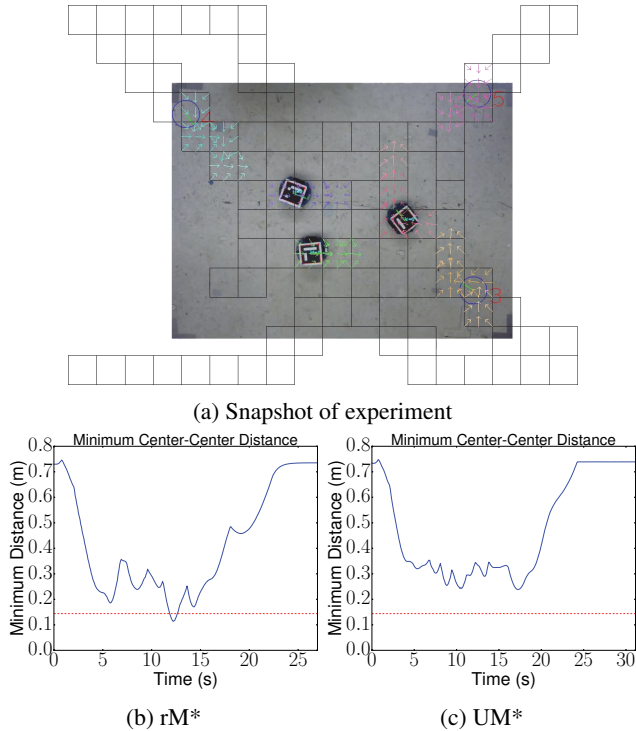 4
5
3
(a) Snapshot of experiment
Minimum Center-Center Distance
Minimum Distance (m)
0.8
0.7
0.6
0.5
0.4
0.3
0.2
0.1
0.0
0 5 10 15 20 25
Time (s)
(b) rM*
Minimum Center-Center Distance
Minimum Distance (m)
0.8
0.7
0.6
0.5
0.4
0.3
0.2
0.1
0.0
0 5 10 15 20 25 30
Time (s)
(c) UM*